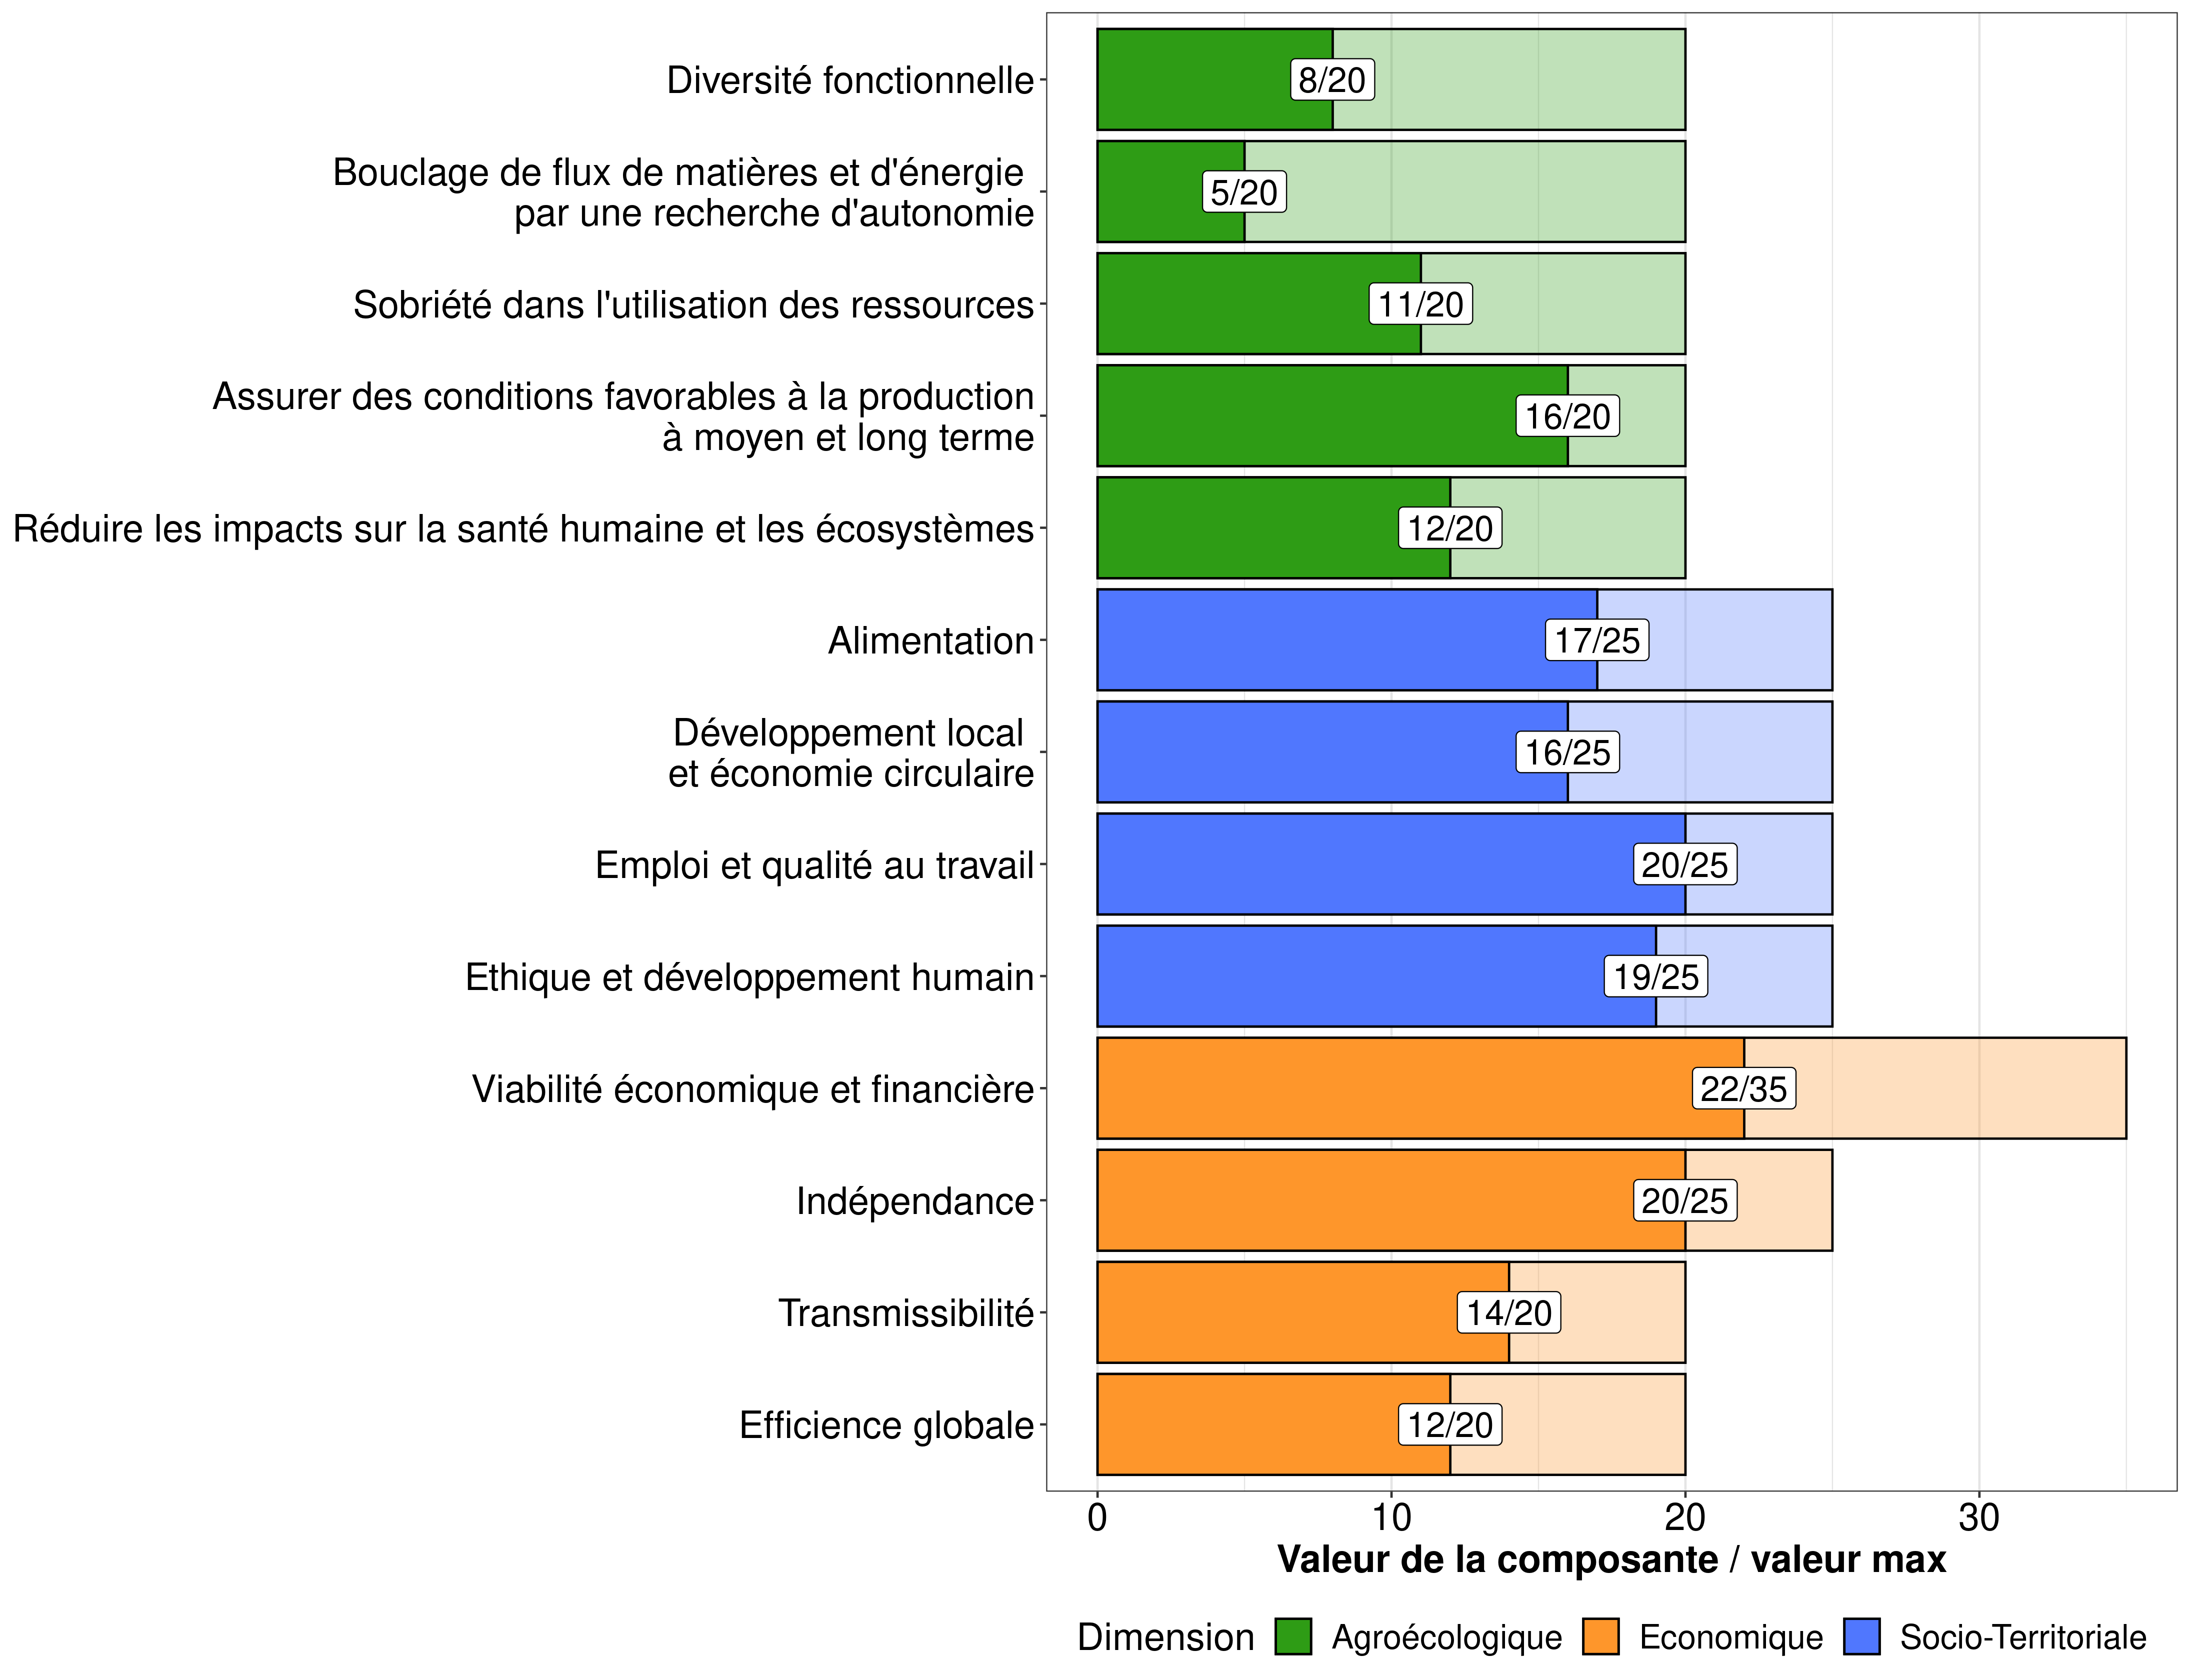 Diversité fonctionnelle
8/20
Bouclage de flux de matières et d'énergie
par une recherche d'autonomie
5/20
Sobriété dans l'utilisation des ressources
11/20
Assurer des conditions favorables à la production
à moyen et long terme
16/20
Réduire les impacts sur la santé humaine et les écosystèmes
12/20
Alimentation
17/25
Développement local
et économie circulaire
16/25
Emploi et qualité au travail
20/25
Ethique et développement humain
19/25
Viabilité économique et financière
22/35
Indépendance
20/25
Transmissibilité
14/20
Efficience globale
12/20
0 10 20 30
Valeur de la composante / valeur max
Dimension Agroécologique Economique Socio-Territoriale